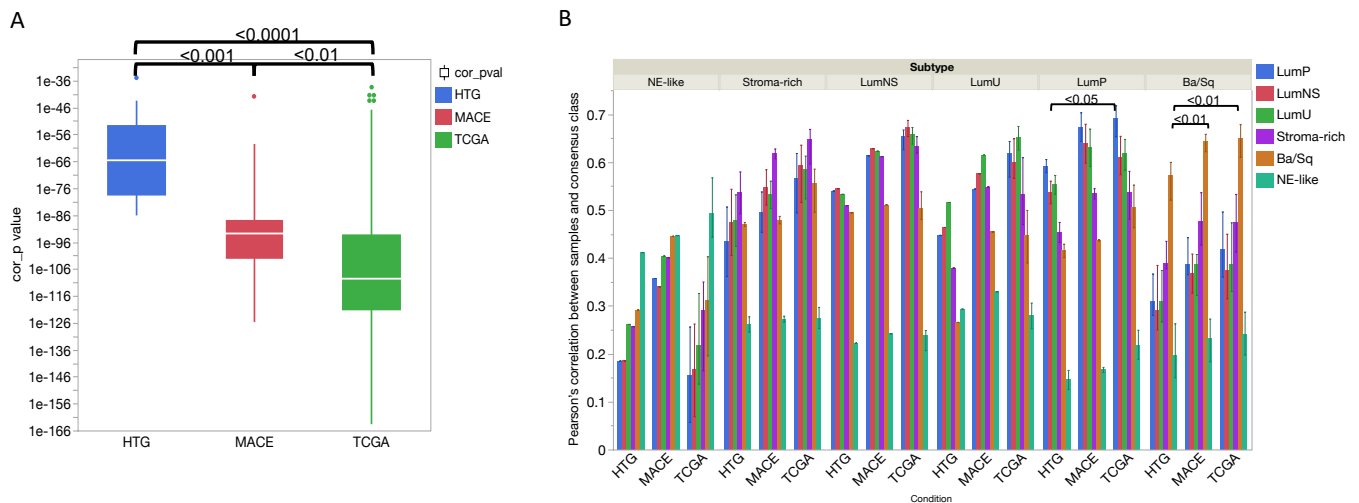 A
<0.0001
<0.001
<0.01
cor_p value
1e-36
1e-46
1e-56
1e-66
1e-76
1e-86
1e-96
1e-106
1e-116
1e-126
1e-136
1e-146
1e-156
1e-166
HTG
MACE
TCGA
cor_pval
HTG
MACE
TCGA
B
Subtype
NE-like
Stroma-rich
LumNS
LumU
LumP
Ba/Sq
<0.05
<0.01
<0.01
Pearson's correlation between samples and consensus class
0.7
0.6
0.5
0.4
0.3
0.2
0.1
0
HTG
MACE
TCGA
HTG
MACE
TCGA
HTG
MACE
TCGA
HTG
MACE
TCGA
HTG
MACE
TCGA
HTG
MACE
TCGA
Condition
LumP
LumNS
LumU
Stroma-rich
Ba/Sq
NE-like